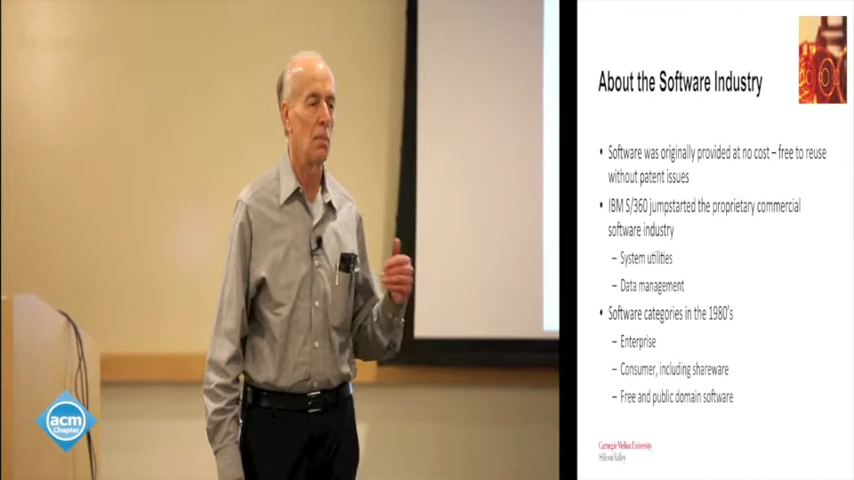 About the Software Industry
• Software was originally provided at no cost – free to reuse
without patent issues
• IBM S/360 jumpstarted the proprietary commercial
software industry
– System utilities
– Data management
• Software categories in the 1980's
– Enterprise
– Consumer, including shareware
– Free and public domain software
Carnegie Mellon University
Silicon Valley
acm
Chapter